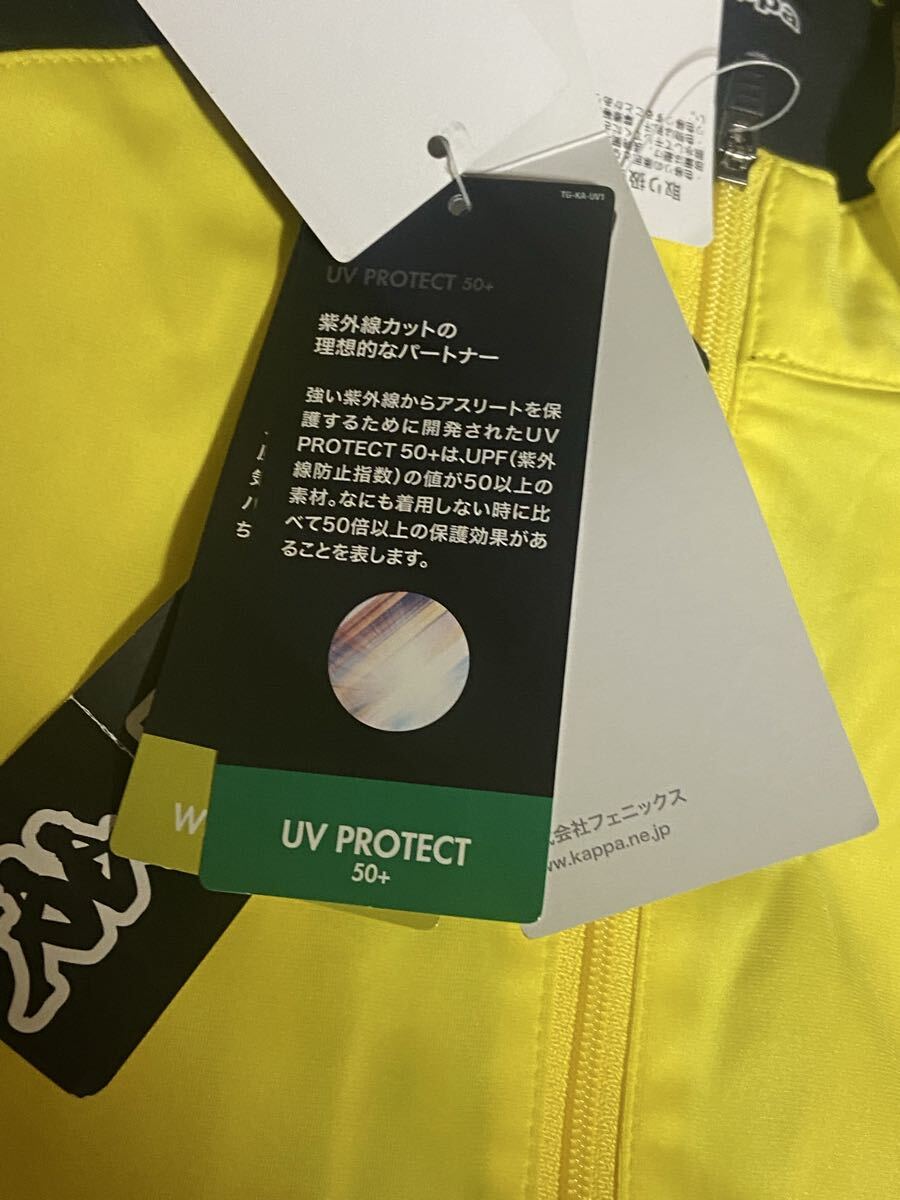 TG-KA-UV1
UV PROTECT 50+
紫外線カットの
理想的なパートナー
強い紫外線からアスリートを保
護するために開発されたUV
PROTECT 50+は、UPF(紫外
線防止指数)の値が50以上の
素材。なにも着用しない時に比
べて50倍以上の保護効果があ
ることを表します。
UV PROTECT
50+
W
会社フェニックス
ww.kappa.ne.jp
取り扱